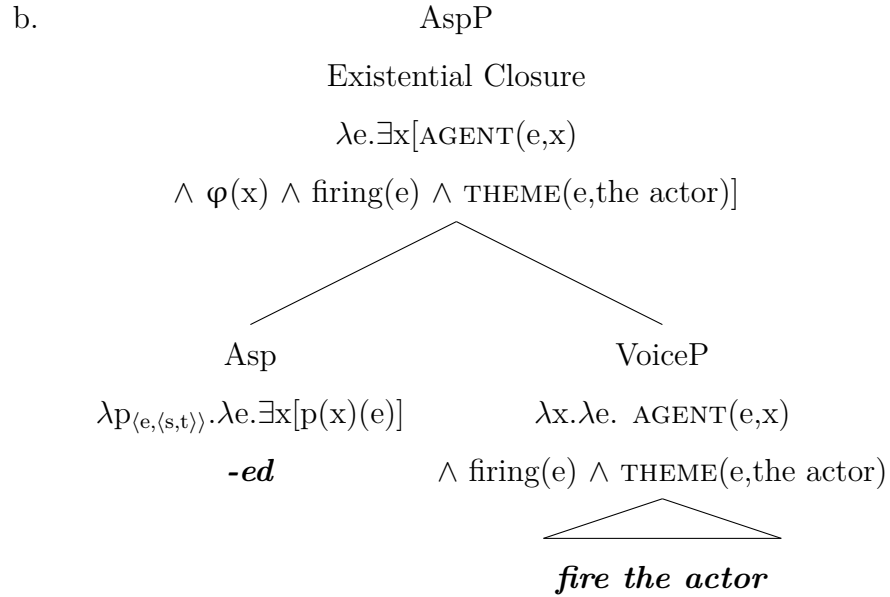 b.
AspP
Existential Closure
λe.∃x[AGENT(e,x)
∧ φ(x) ∧ firing(e) ∧ THEME(e,the actor)]
Asp VoiceP
λp⟨e,⟨s,t⟩⟩.λe.∃x[p(x)(e)] λx.λe. AGENT(e,x)
-ed ∧ firing(e) ∧ THEME(e,the actor)
fire the actor